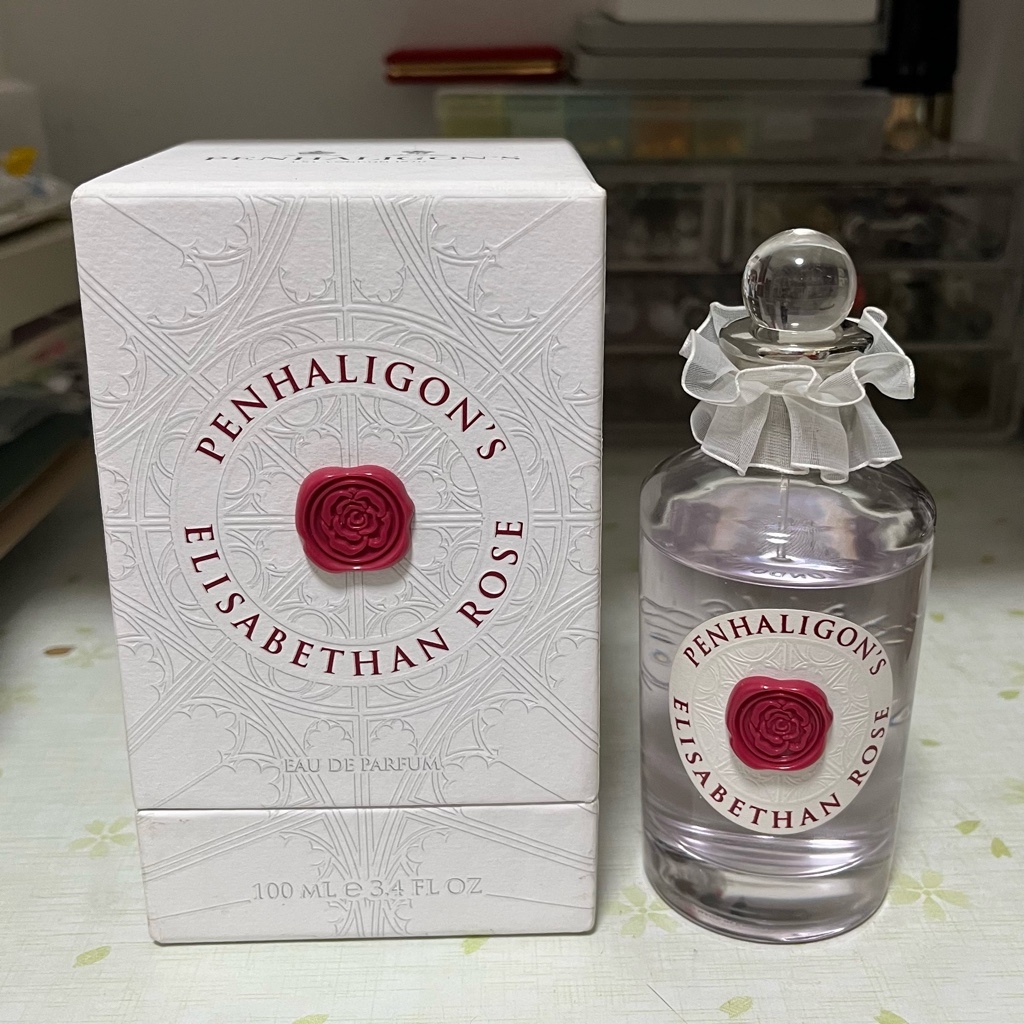 PENHALIGON'S
PENHALIGON'S
ELISABETHAN ROSE
EAU DE PARFUM
100 ML e 3.4 FL OZ
PENHALIGON'S
ELISABETHAN ROSE